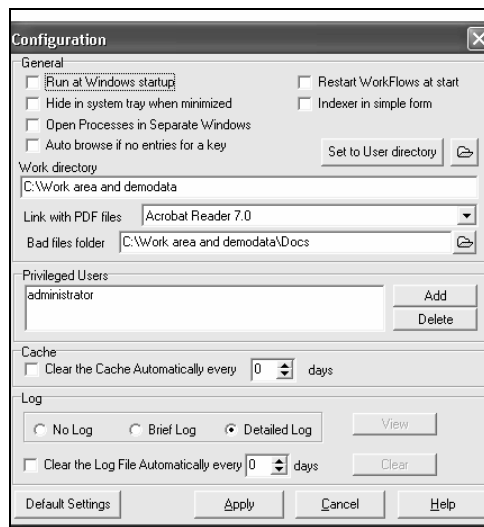 Configuration
General
Run at Windows startup
Restart WorkFlows at start
Hide in system tray when minimized
Indexer in simple form
Open Processes in Separate Windows
Auto browse if no entries for a key
Set to User directory
Work directory
C:\Work area and demodata
Link with PDF files Acrobat Reader 7.0
Bad files folder C:\Work area and demodata\Docs
Privileged Users
administrator
Add
Delete
Cache
Clear the Cache Automatically every 0 days
Log
No Log Brief Log Detailed Log View
Clear the Log File Automatically every 0 days Clear
Default Settings Apply Cancel Help